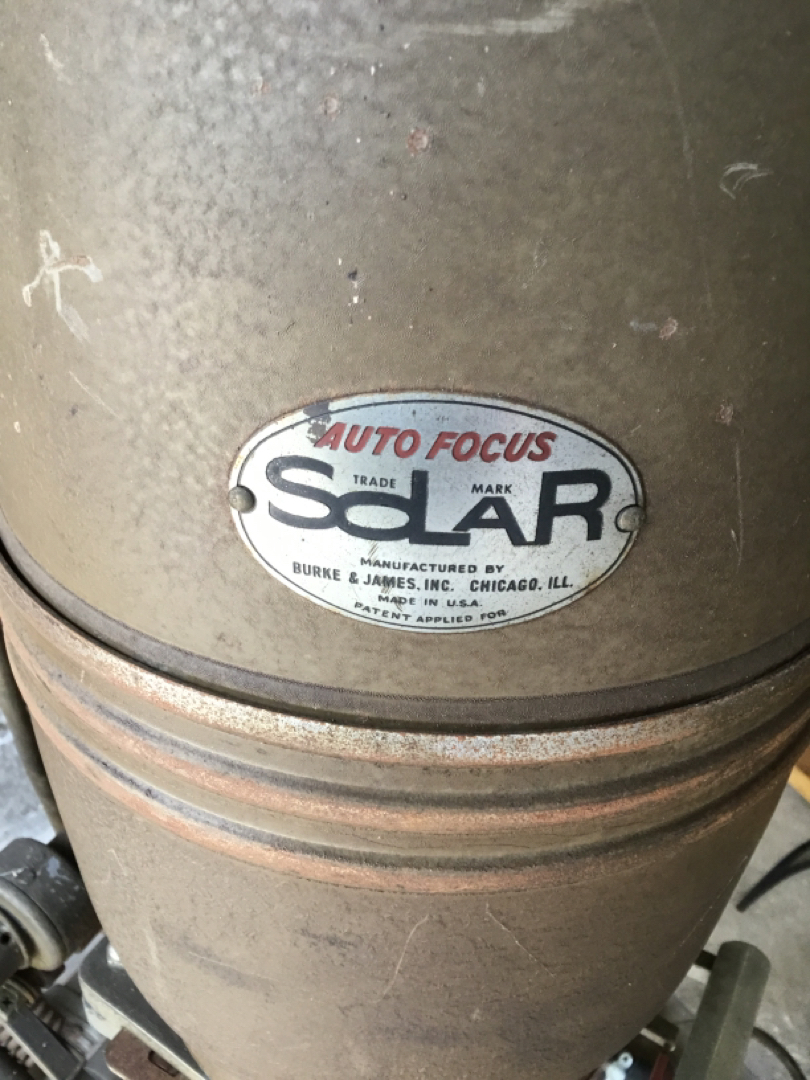 AUTO FOCUS
SOLAR
TRADE MARK
MANUFACTURED BY
BURKE & JAMES, INC. CHICAGO, ILL.
MADE IN U.S.A.
PATENT APPLIED FOR